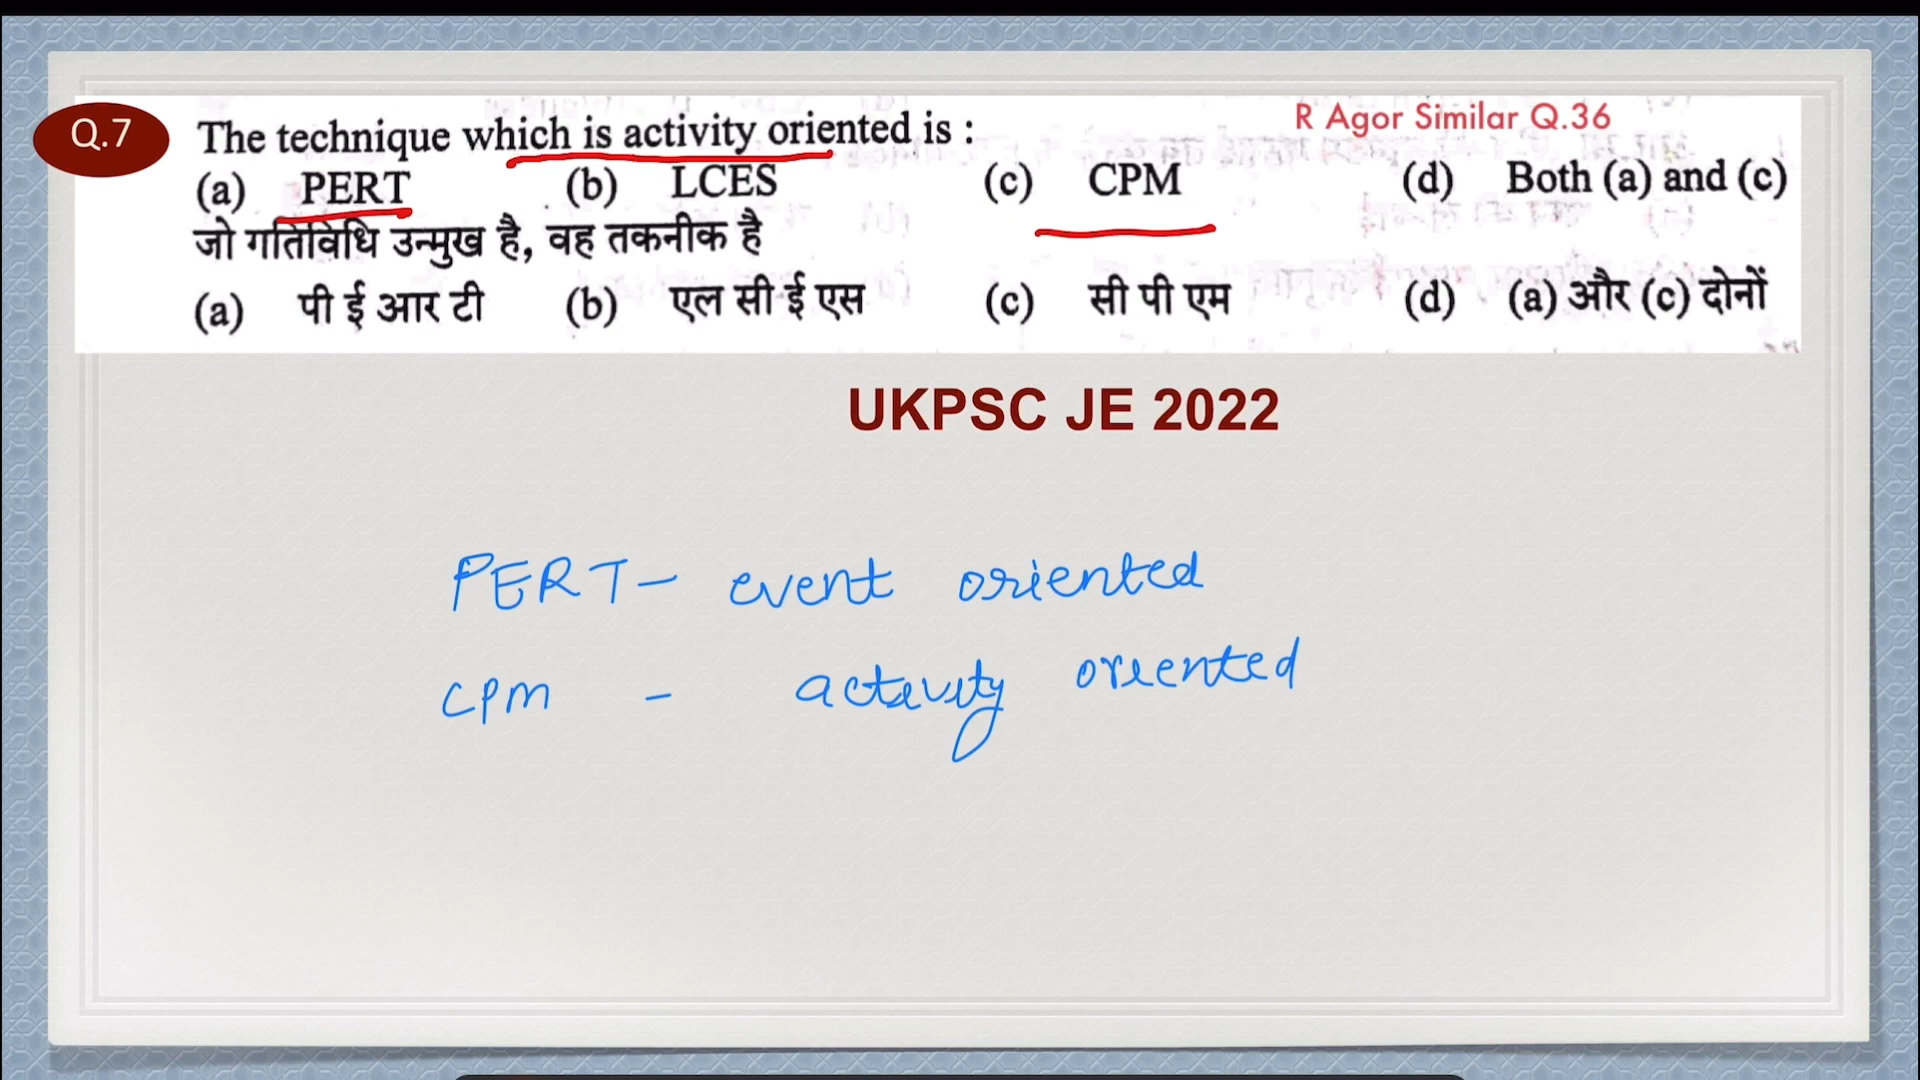 Q.7
R Agor Similar Q.36
The technique which is activity oriented is :
(a) PERT (b) LCES (c) CPM (d) Both (a) and (c)
जो गतिविधि उन्मुख है, वह तकनीक है
(a) पी ई आर टी (b) एल सी ई एस (c) सी पी एम (d) (a) और (c) दोनों
UKPSC JE 2022
PERT - event oriented
CPM - activity oriented